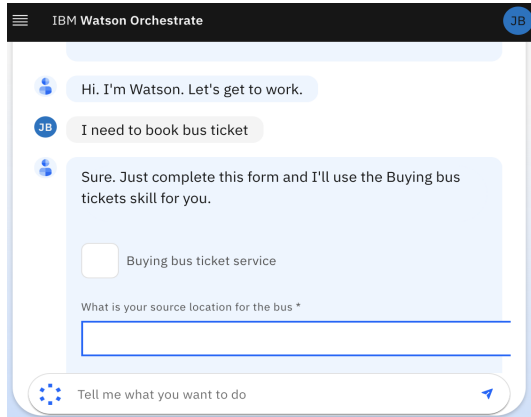 IBM Watson Orchestrate
JB
Hi. I'm Watson. Let's get to work.
JB
I need to book bus ticket
Sure. Just complete this form and I'll use the Buying bus
tickets skill for you.
Buying bus ticket service
What is your source location for the bus *
Tell me what you want to do